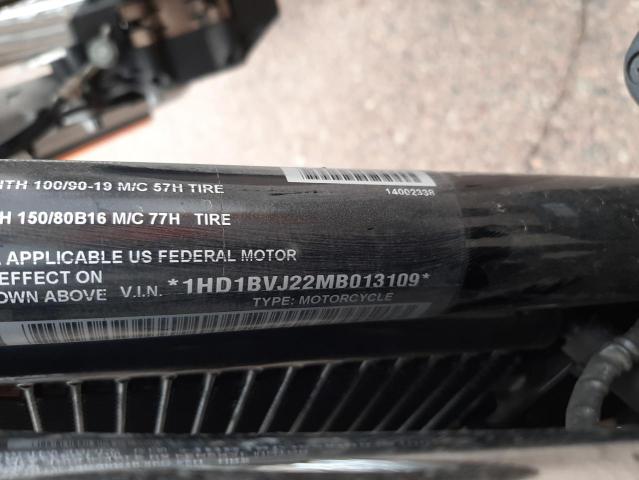 ITH 100/90-19 M/C 57H TIRE
14002338
H 150/80B16 M/C 77H TIRE
APPLICABLE US FEDERAL MOTOR
EFFECT ON
OWN ABOVE V.I.N. *1HD1BVJ22MB013109*
TYPE: MOTORCYCLE